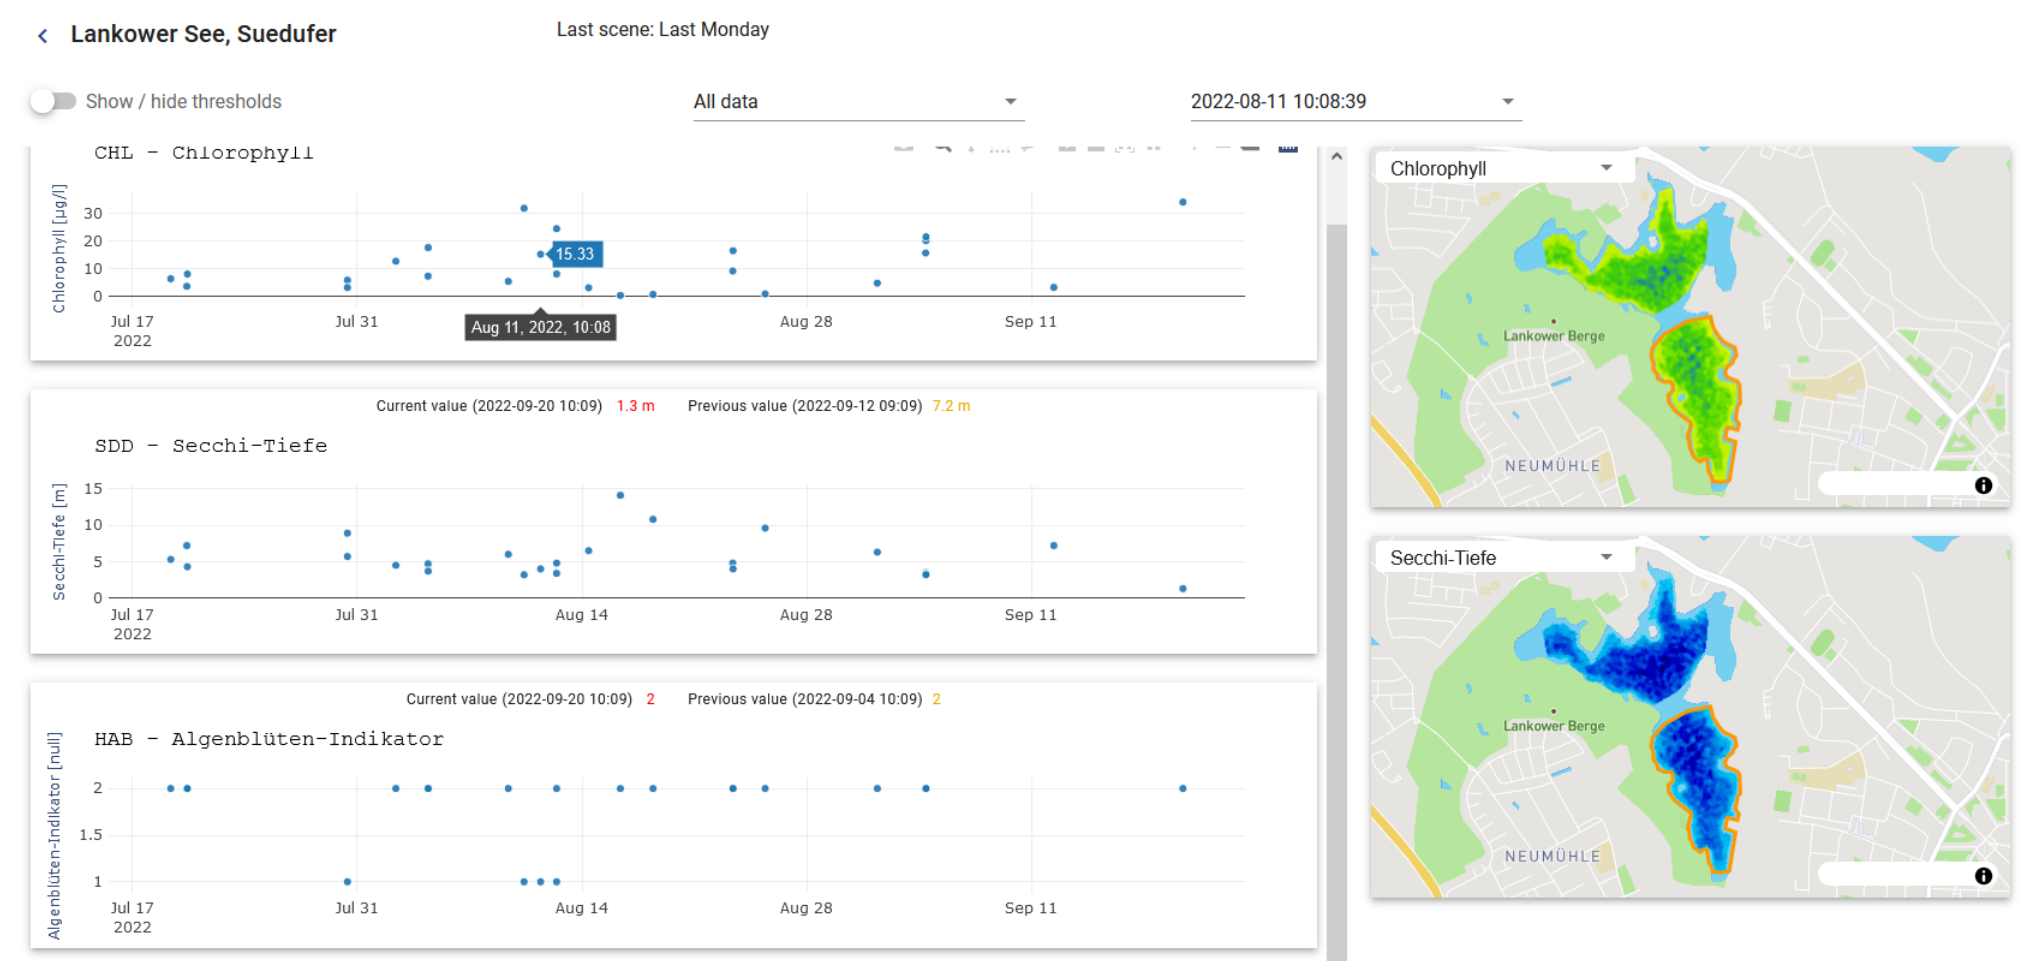 Lankower See, Suedufer
Last scene: Last Monday
Show / hide thresholds
All data
2022-08-11 10:08:39
CHL - Chlorophyll
Chlorophyll [µg/l]
30
20
10
0
15.33
Jul 17
2022
Jul 31
Aug 11, 2022, 10:08
Aug 28
Sep 11
Current value (2022-09-20 10:09) 1.3 m Previous value (2022-09-12 09:09) 7.2 m
SDD - Secchi-Tiefe
Secchi-Tiefe [m]
15
10
5
0
Jul 17
2022
Jul 31
Aug 14
Aug 28
Sep 11
Current value (2022-09-20 10:09) 2 Previous value (2022-09-04 10:09) 2
HAB - Algenblüten-Indikator
Algenblüten-Indikator [null]
2
1.5
1
Jul 17
2022
Jul 31
Aug 14
Aug 28
Sep 11
Chlorophyll
Lankower Berge
NEUMÜHLE
Secchi-Tiefe
Lankower Berge
NEUMÜHLE